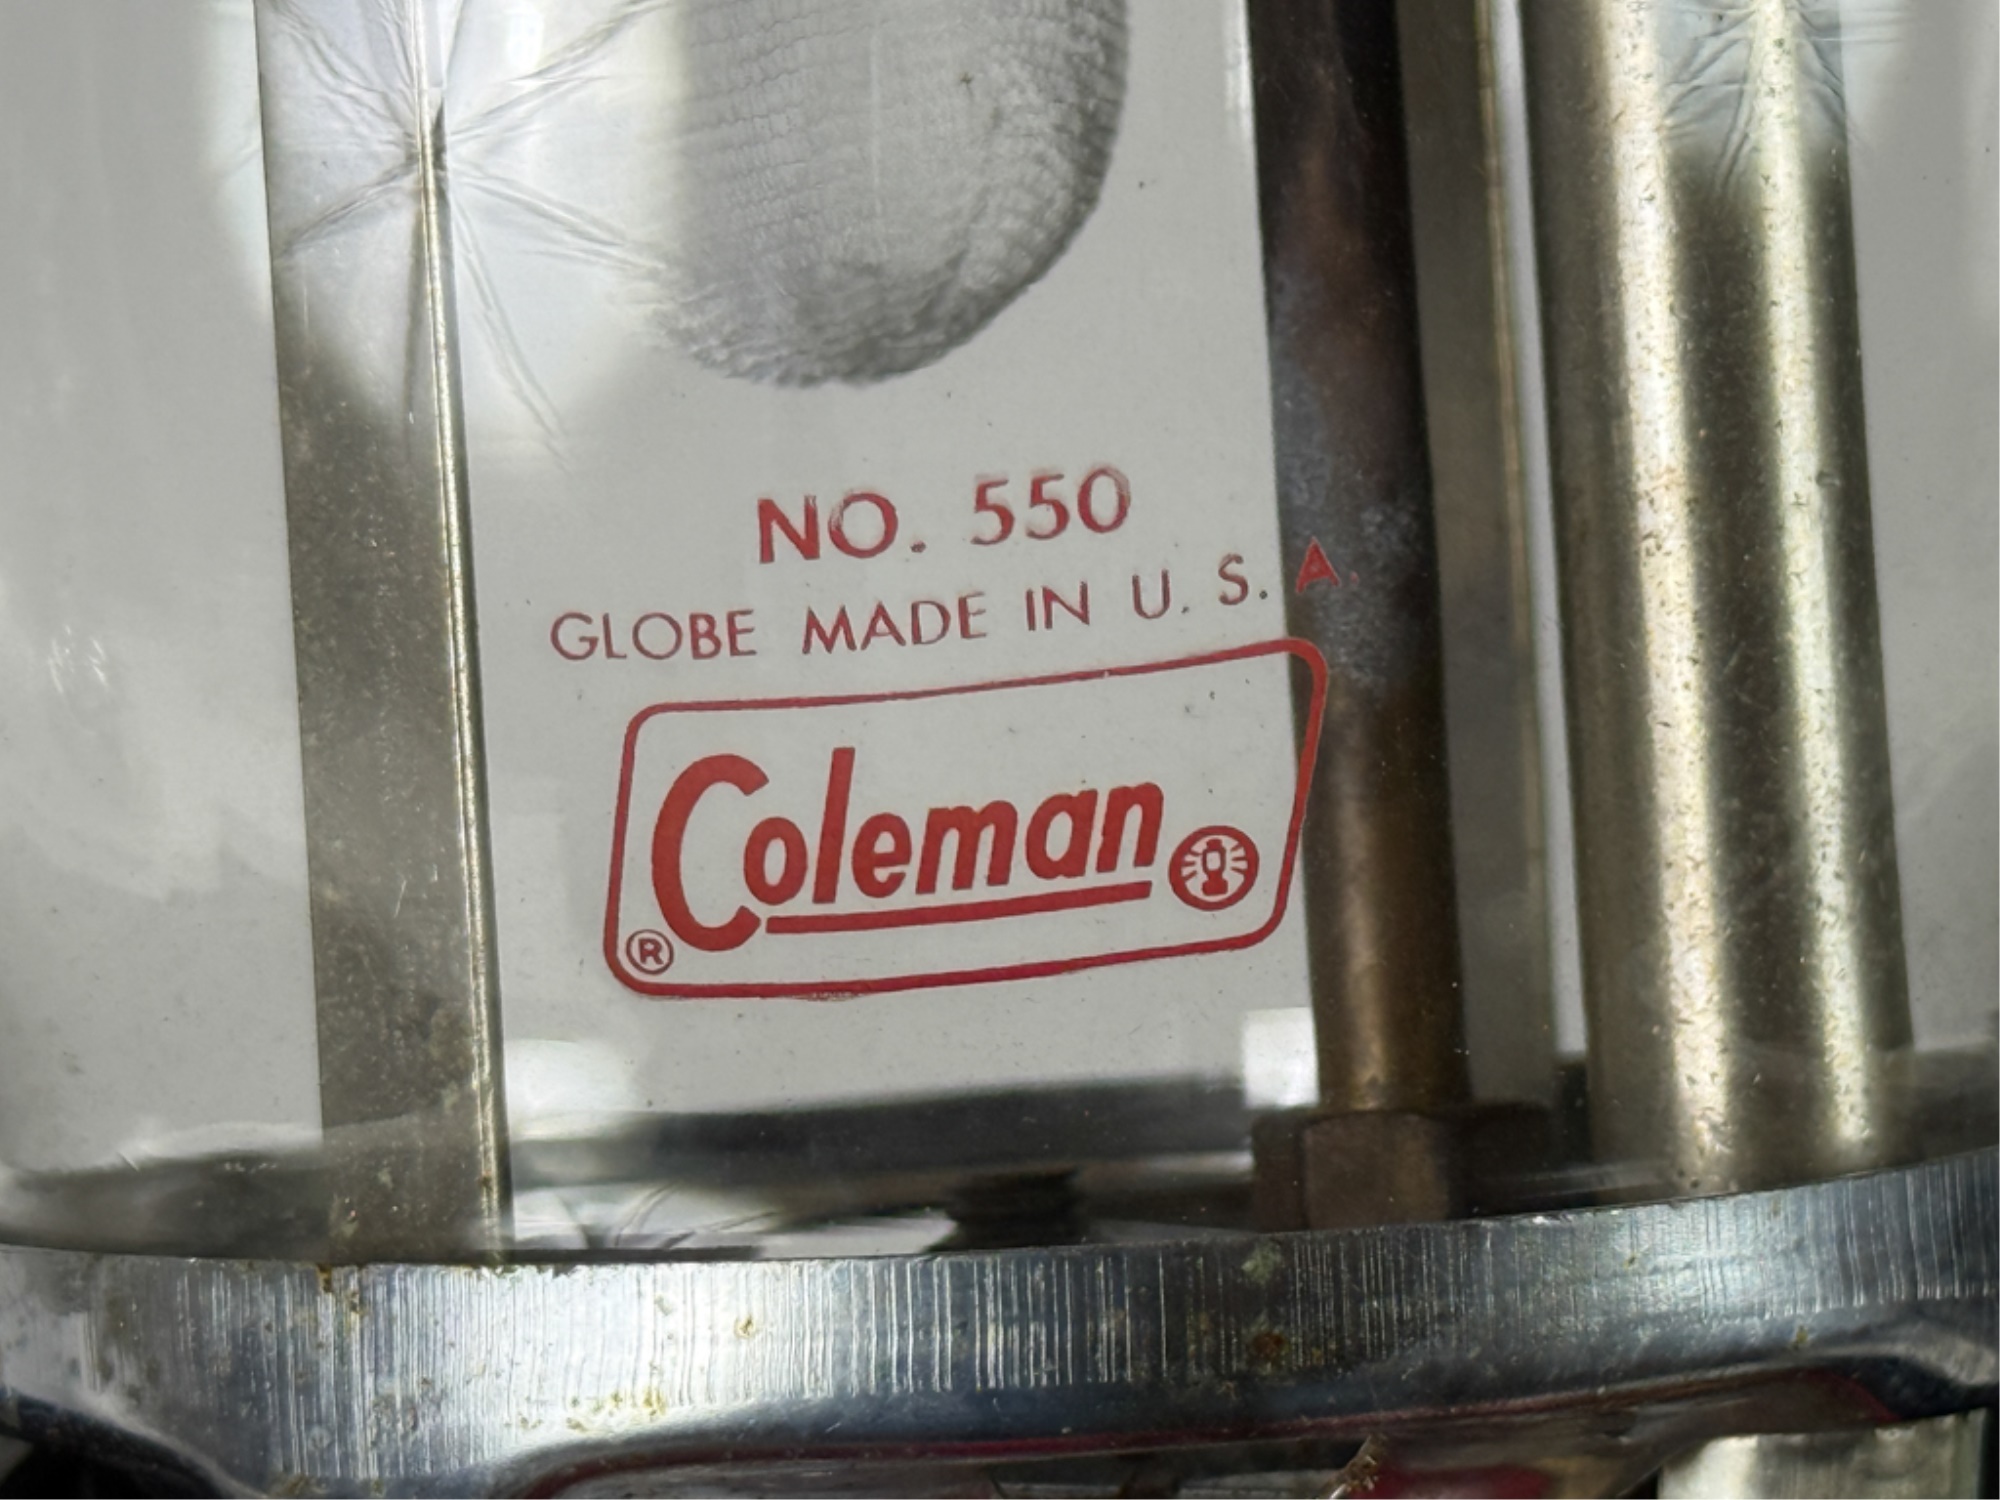 NO. 550
GLOBE MADE IN U. S. A.
Coleman
®